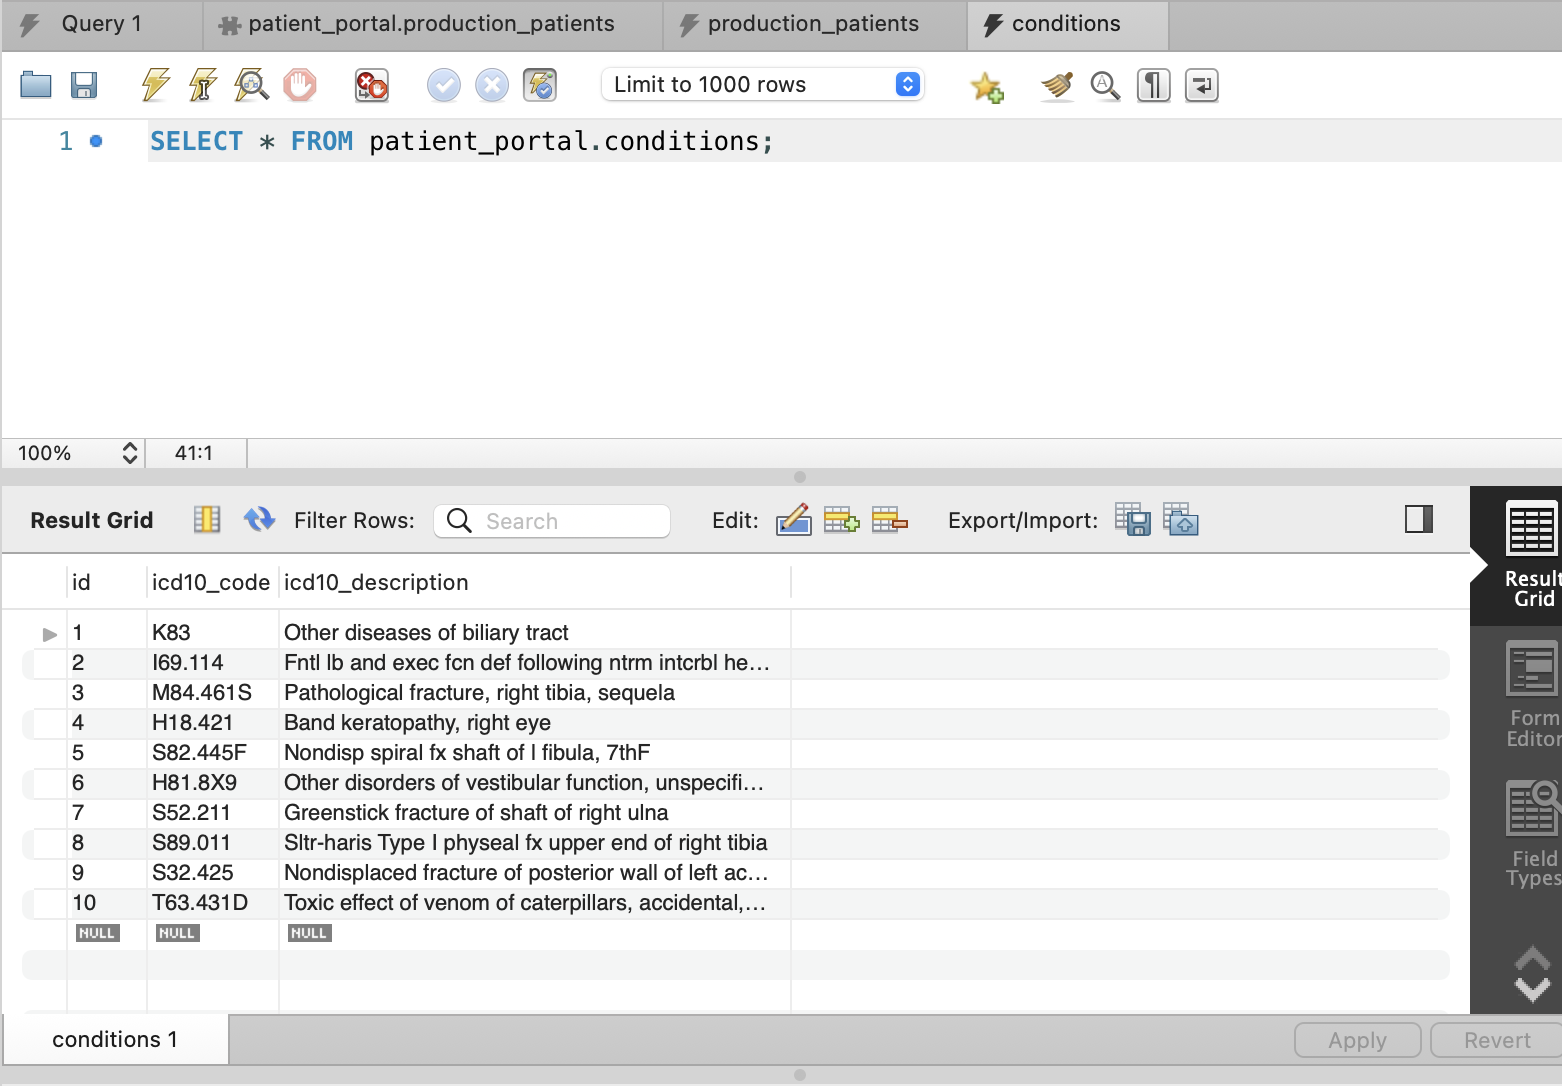 Query 1 patient_portal.production_patients production_patients conditions
Limit to 1000 rows
1 SELECT * FROM patient_portal.conditions;
100% 41:1
Result Grid Filter Rows: Search Edit: Export/Import:
Result
Grid
id icd10_code icd10_description
1 K83 Other diseases of biliary tract
2 I69.114 Fntl lb and exec fcn def following ntrm intcrbl he...
3 M84.461S Pathological fracture, right tibia, sequela
4 H18.421 Band keratopathy, right eye
5 S82.445F Nondisp spiral fx shaft of l fibula, 7thF
6 H81.8X9 Other disorders of vestibular function, unspecifi...
7 S52.211 Greenstick fracture of shaft of right ulna
8 S89.011 Sltr-haris Type I physeal fx upper end of right tibia
9 S32.425 Nondisplaced fracture of posterior wall of left ac...
10 T63.431D Toxic effect of venom of caterpillars, accidental,...
NULL NULL NULL
Form
Editor
Field
Types
conditions 1
Apply Revert